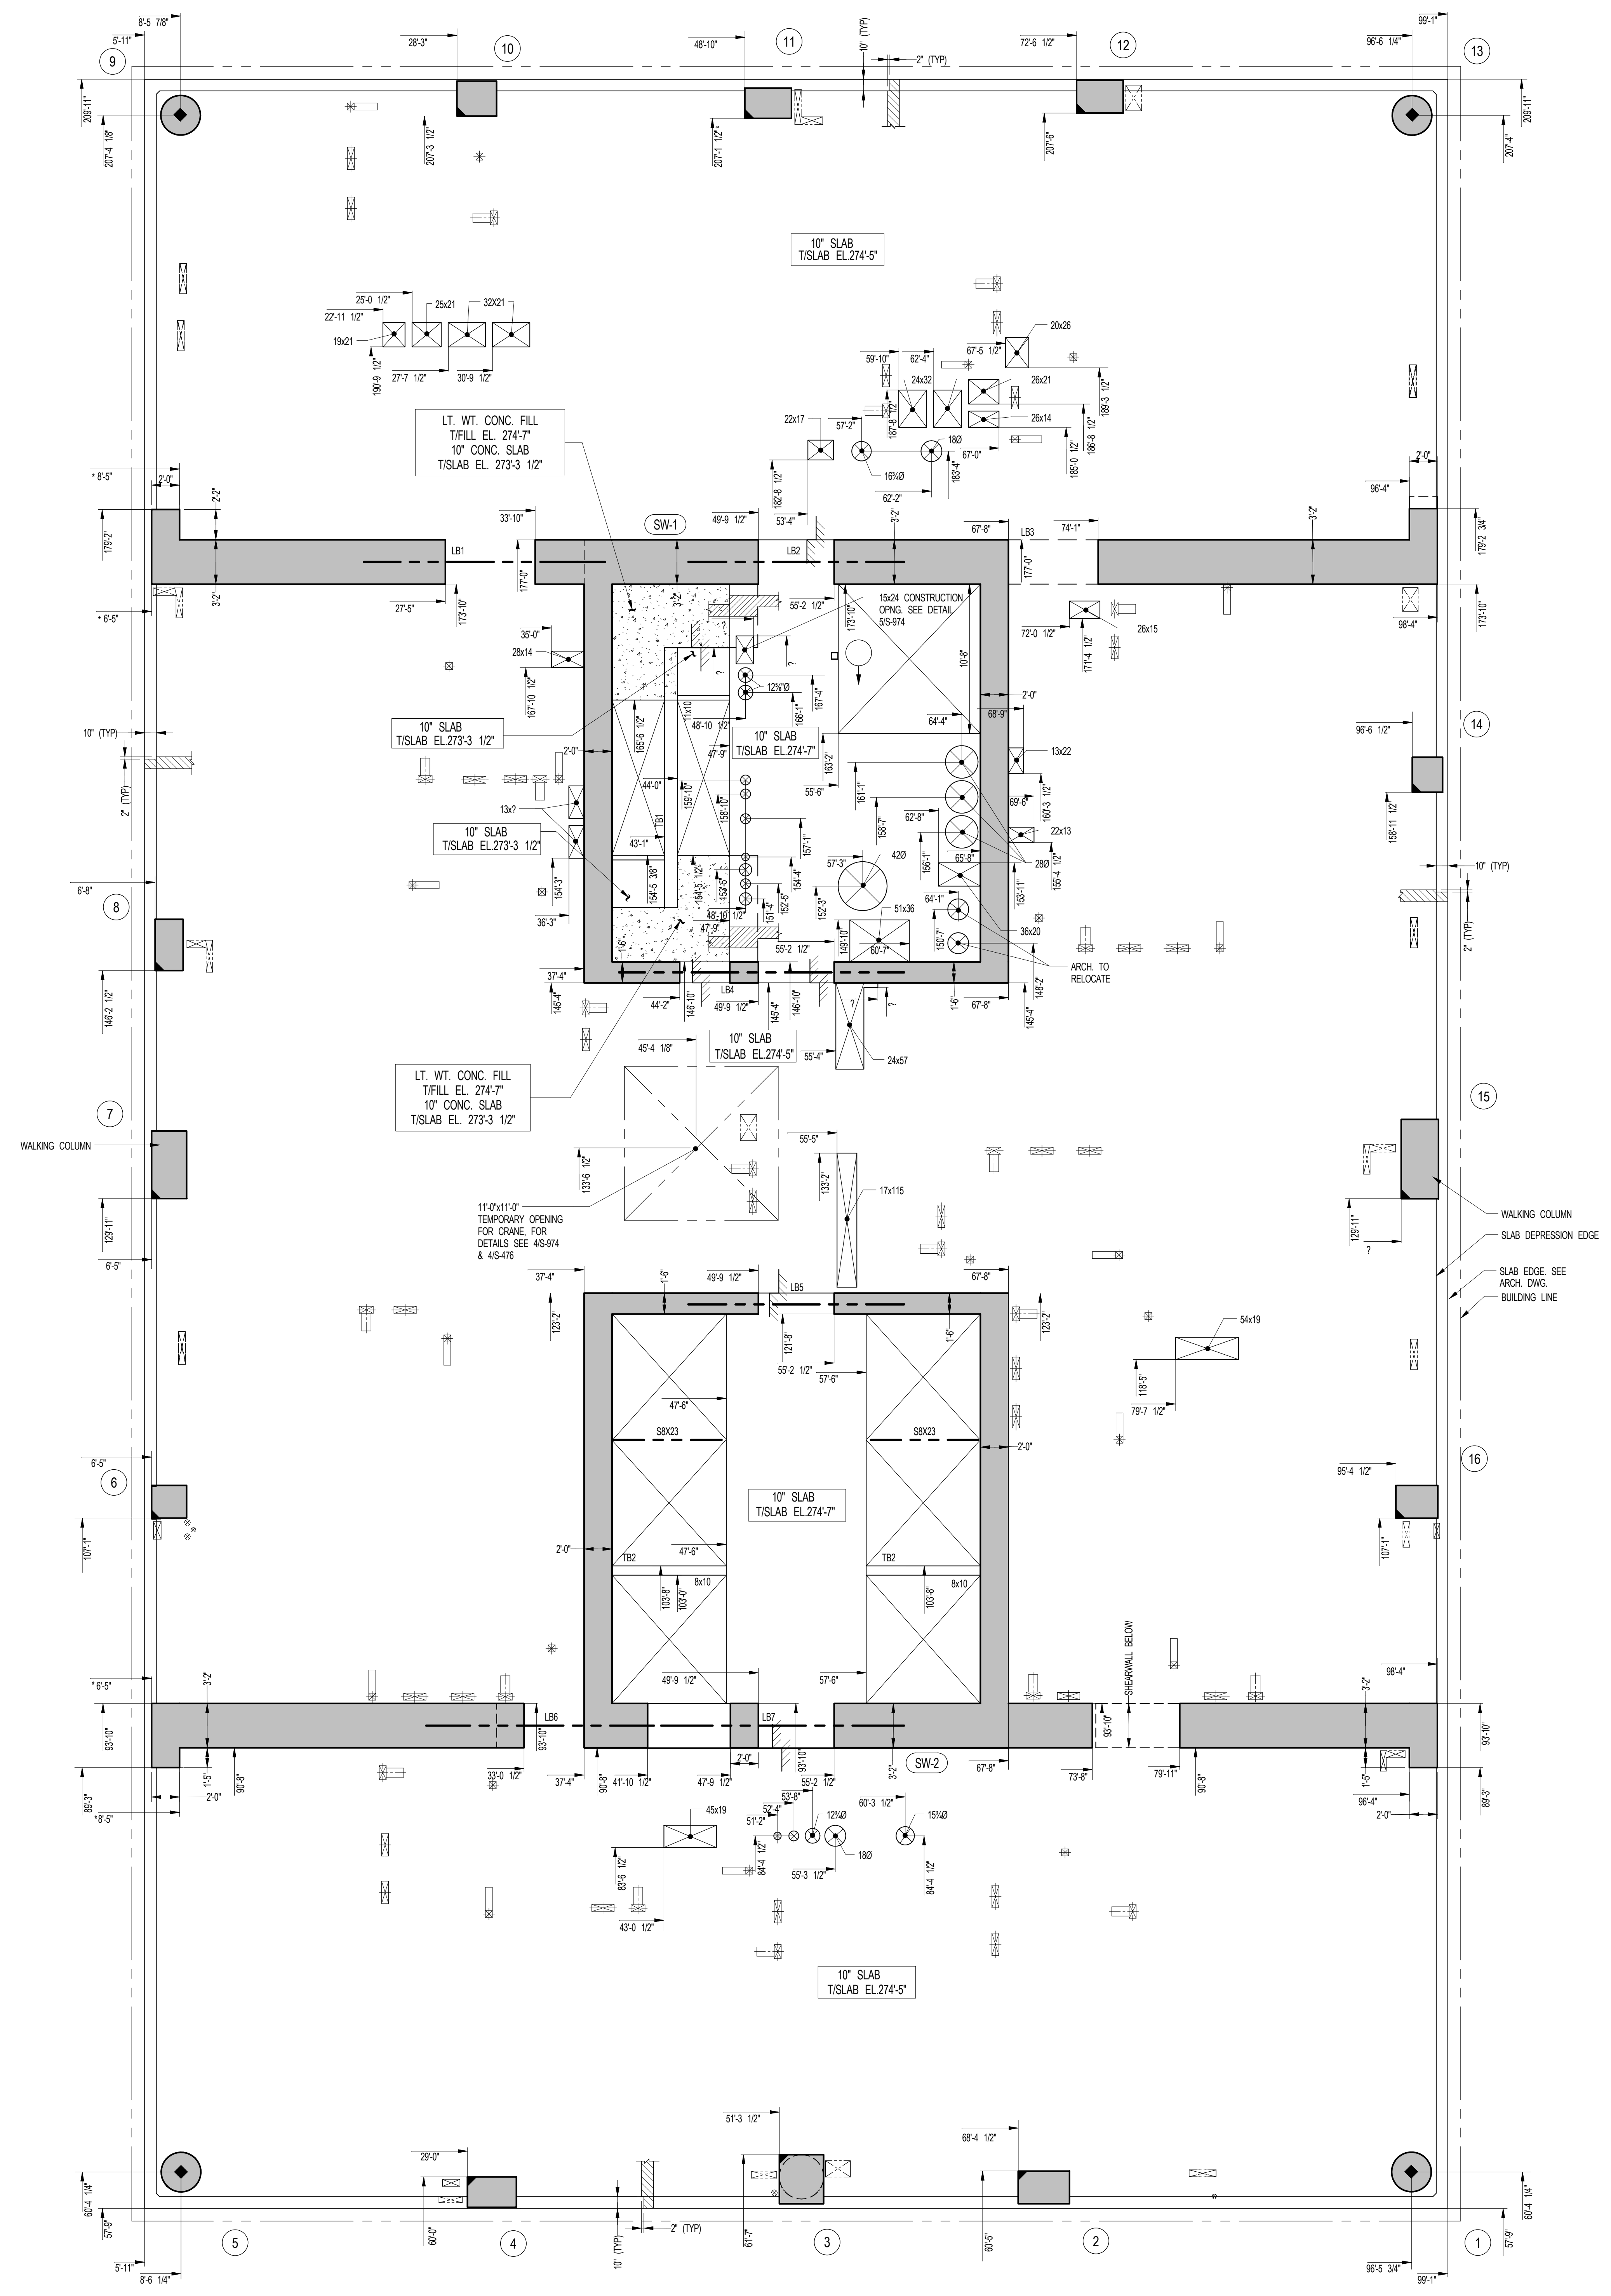 8'-5 7/8"
5'-11"
9
28'-3"
10
48'-10"
11
10" (TYP)
2" (TYP)
72'-6 1/2"
12
99'-1"
96'-6 1/4"
13
209'-11"
207'-4 1/8"
207'-3 1/2"
207'-1 1/2"
207'-6"
207'-4"
209'-11"
10" SLAB
T/SLAB EL.274'-5"
25'-0 1/2"
22'-11 1/2"
25x21
32X21
19x21
190'-9 1/2"
27'-7 1/2"
30'-9 1/2"
20x26
67'-5 1/2"
59'-10"
62'-4"
24x32
26x21
26x14
189'-3 1/2"
187'-8 1/2"
186'-8 1/2"
185'-0 1/2"
67'-0"
22x17
57'-2"
18Ø
16¾Ø
183'-4"
182'-8 1/2"
62'-2"
53'-4"
LT. WT. CONC. FILL
T/FILL EL. 274'-7"
10" CONC. SLAB
T/SLAB EL. 273'-3 1/2"
* 8'-5"
2'-0"
2'-2"
179'-2"
3'-2"
* 6'-5"
27'-5"
173'-10"
LB1
33'-10"
177'-0"
SW-1
49'-9 1/2"
LB2
3'-2"
3'-2"
67'-8"
LB3
177'-0"
74'-1"
3'-2"
2'-0"
96'-4"
179'-2 3/4"
173'-10"
98'-4"
55'-2 1/2"
173'-10"
15x24 CONSTRUCTION
OPNG. SEE DETAIL
5/S-974
10'-8"
?
?
?
72'-0 1/2"
26x15
171'-4 1/2"
35'-0"
28x14
167'-10 1/2"
12¾"Ø
167'-4"
166'-1"
11x10
48'-10 1/2"
165'-6 1/2"
47'-9"
2'-0"
64'-4"
68'-9"
10" SLAB
T/SLAB EL.273'-3 1/2"
10" SLAB
T/SLAB EL.274'-7"
2'-0"
163'-2"
55'-6"
161'-1"
13x22
160'-3 1/2"
69'-6"
22x13
155'-4 1/2"
10" (TYP)
2" (TYP)
96'-6 1/2"
14
158'-11 1/2"
10" (TYP)
2" (TYP)
13x?
44'-0"
159'-10"
158'-10"
TB1
43'-1"
157'-1"
158'-7"
62'-8"
156'-1"
65'-8"
28Ø
10" SLAB
T/SLAB EL.273'-3 1/2"
154'-3"
36'-3"
154'-5 3/8"
154'-5 1/2"
153'-5"
154'-4"
152'-5"
151'-4"
48'-10 1/2"
47'-9"
57'-3"
42Ø
152'-3"
153'-11"
64'-1"
51x36
36x20
149'-10"
150'-7"
60'-7"
55'-2 1/2"
ARCH. TO
RELOCATE
6'-8"
8
146'-2 1/2"
37'-4"
145'-4"
1'-6"
44'-2"
146'-10"
LB4
49'-9 1/2"
145'-4"
146'-10"
?
?
1'-6"
67'-8"
148'-2"
145'-4"
10" SLAB
T/SLAB EL.274'-5"
55'-4"
24x57
45'-4 1/8"
LT. WT. CONC. FILL
T/FILL EL. 274'-7"
10" CONC. SLAB
T/SLAB EL. 273'-3 1/2"
7
WALKING COLUMN
129'-11"
6'-5"
133'-6 1/2"
11'-0"x11'-0"
TEMPORARY OPENING
FOR CRANE, FOR
DETAILS SEE 4/S-974
& 4/S-476
55'-5"
133'-2"
17x115
15
129'-11"
?
WALKING COLUMN
SLAB DEPRESSION EDGE
SLAB EDGE. SEE
ARCH. DWG.
BUILDING LINE
37'-4"
123'-2"
1'-6"
49'-9 1/2"
LB5
121'-8"
55'-2 1/2"
57'-6"
67'-8"
1'-6"
123'-2"
54x19
118'-5"
79'-7 1/2"
47'-6"
S8X23
S8X23
2'-0"
6'-5"
6
107'-1"
10" SLAB
T/SLAB EL.274'-7"
95'-4 1/2"
16
107'-1"
2'-0"
47'-6"
TB2
103'-8"
103'-0"
8x10
TB2
103'-8"
8x10
*6'-5"
3'-2"
93'-10"
1'-5"
90'-8"
89'-3"
2'-0"
*8'-5"
LB6
93'-10"
33'-0 1/2"
37'-4"
90'-8"
41'-10 1/2"
49'-9 1/2"
LB7
2'-0"
47'-9 1/2"
93'-10"
55'-2 1/2"
57'-6"
3'-2"
SW-2
67'-8"
93'-10"
73'-8"
SHEARWALL BELOW
79'-11"
90'-8"
98'-4"
3'-2"
93'-10"
1'-5"
96'-4"
2'-0"
89'-3"
45x19
83'-6 1/2"
43'-0 1/2"
53'-8"
52'-4"
51'-2"
12¾Ø
84'-4 1/2"
18Ø
55'-3 1/2"
60'-3 1/2"
15¼Ø
84'-4 1/2"
10" SLAB
T/SLAB EL.274'-5"
60'-4 1/4"
57'-9"
5'-11"
8'-6 1/4"
5
29'-0"
60'-0"
4
10" (TYP)
2" (TYP)
51'-3 1/2"
61'-7"
3
68'-4 1/2"
60'-5"
2
96'-5 3/4"
99'-1"
1
57'-9"
60'-4 1/4"